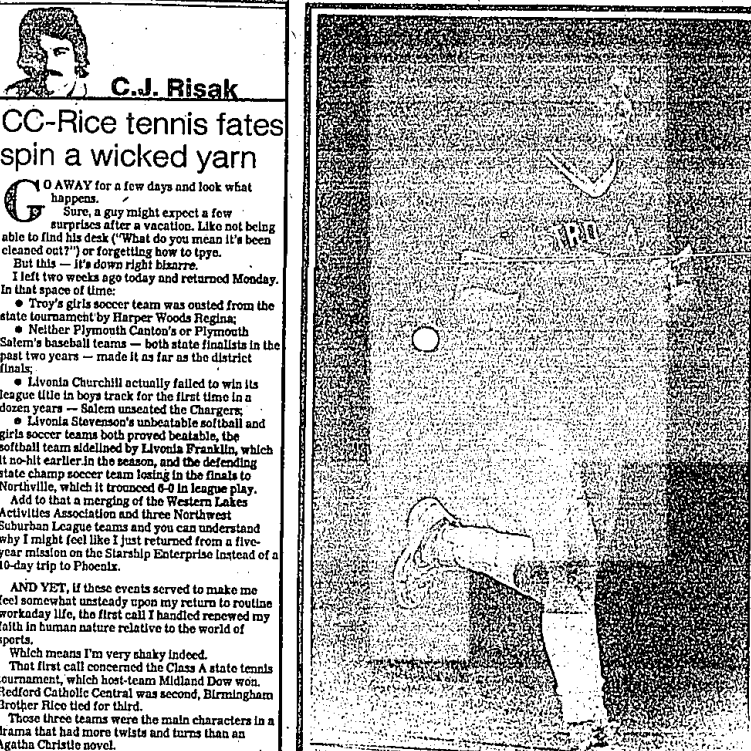 C.J. Risak
CC-Rice tennis fates
spin a wicked yarn
GO AWAY for a few days and look what
happens.
Sure, a guy might expect a few
surprises after a vacation. Like not being
able to find his desk ("What do you mean it's been
cleaned out?") or forgetting how to tpye.
But this — it's down right bizarre.
I left two weeks ago today and returned Monday.
In that space of time:
● Troy's girls soccer team was ousted from the
state tournament by Harper Woods Regina;
● Neither Plymouth Canton's or Plymouth
Salem's baseball teams — both state finalists in the
past two years — made it as far as the district
finals;
● Livonia Churchill actually failed to win its
league title in boys track for the first time in a
dozen years — Salem unseated the Chargers;
● Livonia Stevenson's unbeatable softball and
girls soccer teams both proved beatable, the
softball team sidelined by Livonia Franklin, which
it no-hit earlier in the season, and the defending
state champ soccer team losing in the finals to
Northville, which it trounced 6-0 in league play.
Add to that a merging of the Western Lakes
Activities Association and three Northwest
Suburban League teams and you can understand
why I might feel like I just returned from a five-
year mission on the Starship Enterprise instead of a
10-day trip to Phoenix.
AND YET, if these events served to make me
feel somewhat unsteady upon my return to routine
workaday life, the first call I handled renewed my
faith in human nature relative to the world of
sports.
Which means I'm very shaky indeed.
That first call concerned the Class A state tennis
tournament, which host-team Midland Dow won.
Redford Catholic Central was second, Birmingham
Brother Rice tied for third.
Those three teams were the main characters in a
drama that had more twists and turns than an
Agatha Christie novel.